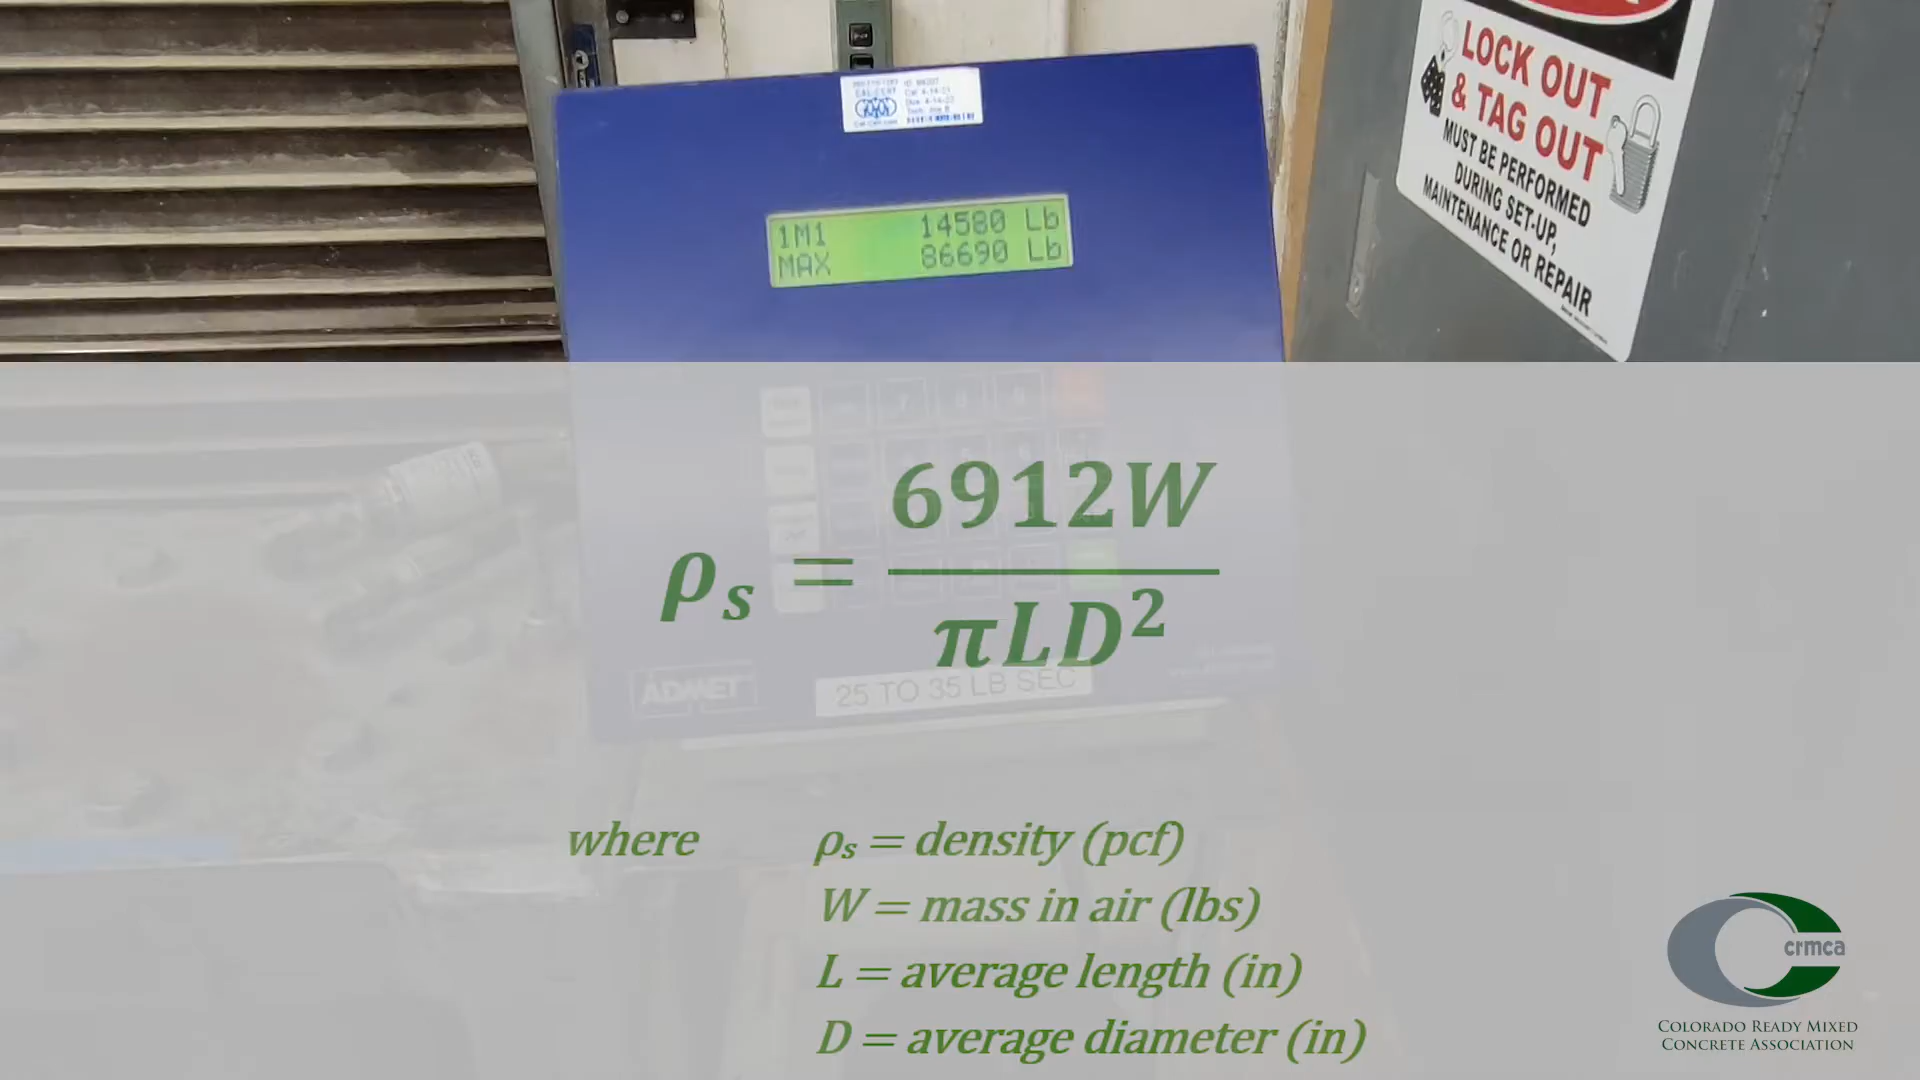 LOCK OUT
& TAG OUT
MUST BE PERFORMED
DURING SET-UP,
MAINTENANCE OR REPAIR
1M1 14580 Lb
MAX 86690 Lb
ρₛ = 6912W / πLD²
ADMET
25 TO 35 LB SEC
where ρₛ = density (pcf)
W = mass in air (lbs)
L = average length (in)
D = average diameter (in)
crmca
COLORADO READY MIXED
CONCRETE ASSOCIATION